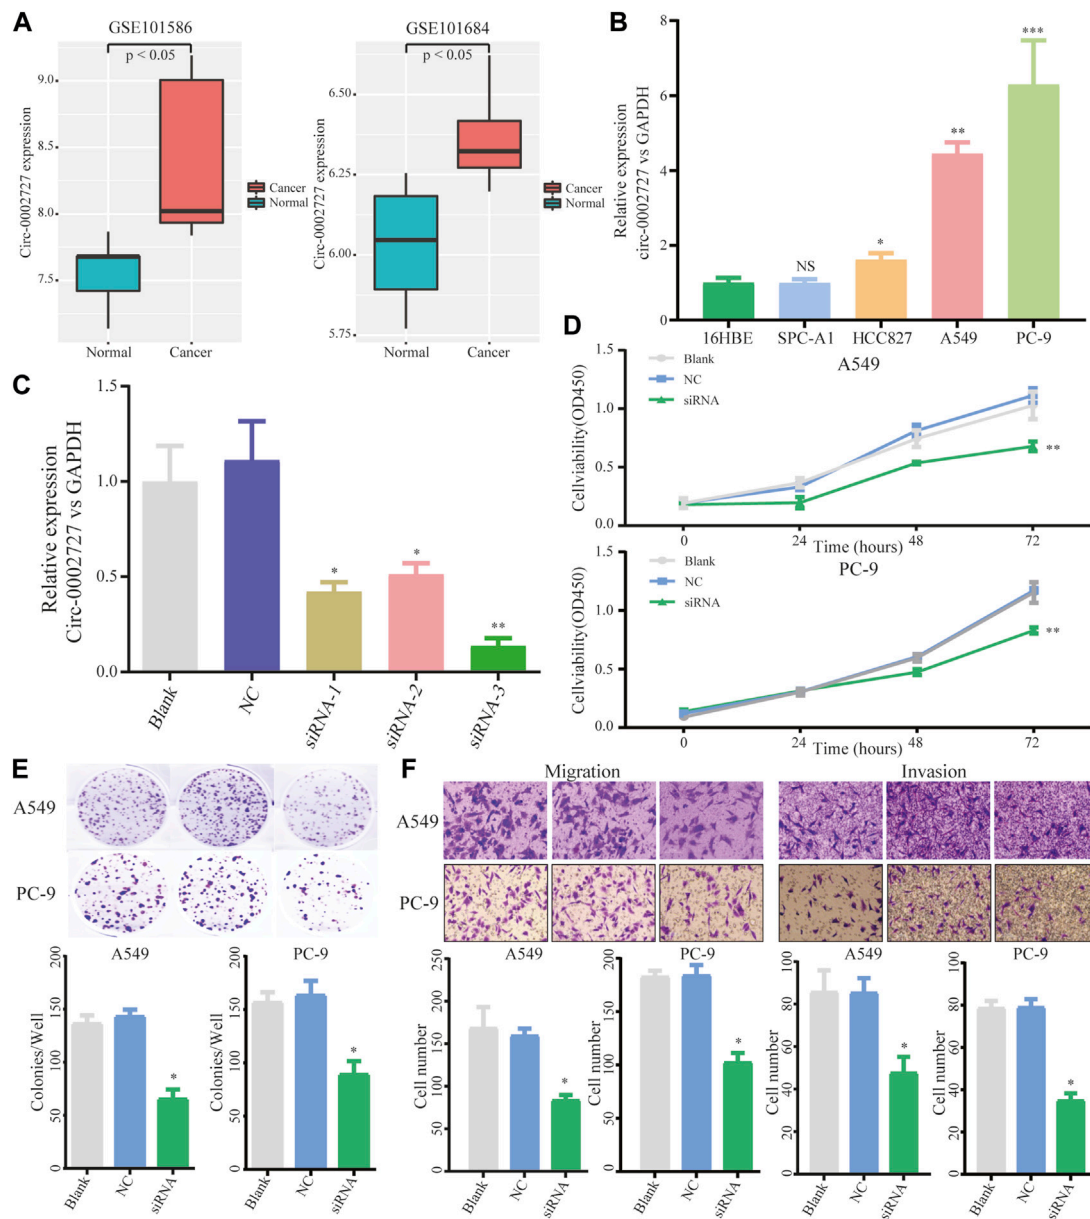 A
GSE101586
p < 0.05
Circ-0002727 expression
9.0
8.5
8.0
7.5
Normal
Cancer
Cancer
Normal
GSE101684
p < 0.05
Circ-0002727 expression
6.50
6.25
6.00
5.75
Normal
Cancer
Cancer
Normal
B
Relative expression
circ-0002727 vs GAPDH
8
6
4
2
0
NS
*
**
***
16HBE
SPC-A1
HCC827
A549
PC-9
C
Relative expression
Circ-0002727 vs GAPDH
1.5
1.0
0.5
0.0
*
*
**
Blank
NC
siRNA-1
siRNA-2
siRNA-3
D
A549
Blank
NC
siRNA
Cellviability(OD450)
1.5
1.0
0.5
0.0
**
0
24
48
72
Time (hours)
PC-9
Blank
NC
siRNA
Cellviability(OD450)
1.5
1.0
0.5
0.0
**
0
24
48
72
Time (hours)
E
A549
PC-9
A549
Colonies/Well
200
150
100
50
0
*
Blank
NC
siRNA
PC-9
Colonies/Well
200
150
100
50
0
*
Blank
NC
siRNA
F
Migration
Invasion
A549
PC-9
A549
Cell number
250
200
150
100
50
0
*
Blank
NC
siRNA
PC-9
Cell number
200
150
100
50
0
*
Blank
NC
siRNA
A549
Cell number
100
80
60
40
20
0
*
Blank
NC
siRNA
PC-9
Cell number
100
80
60
40
20
0
*
Blank
NC
siRNA